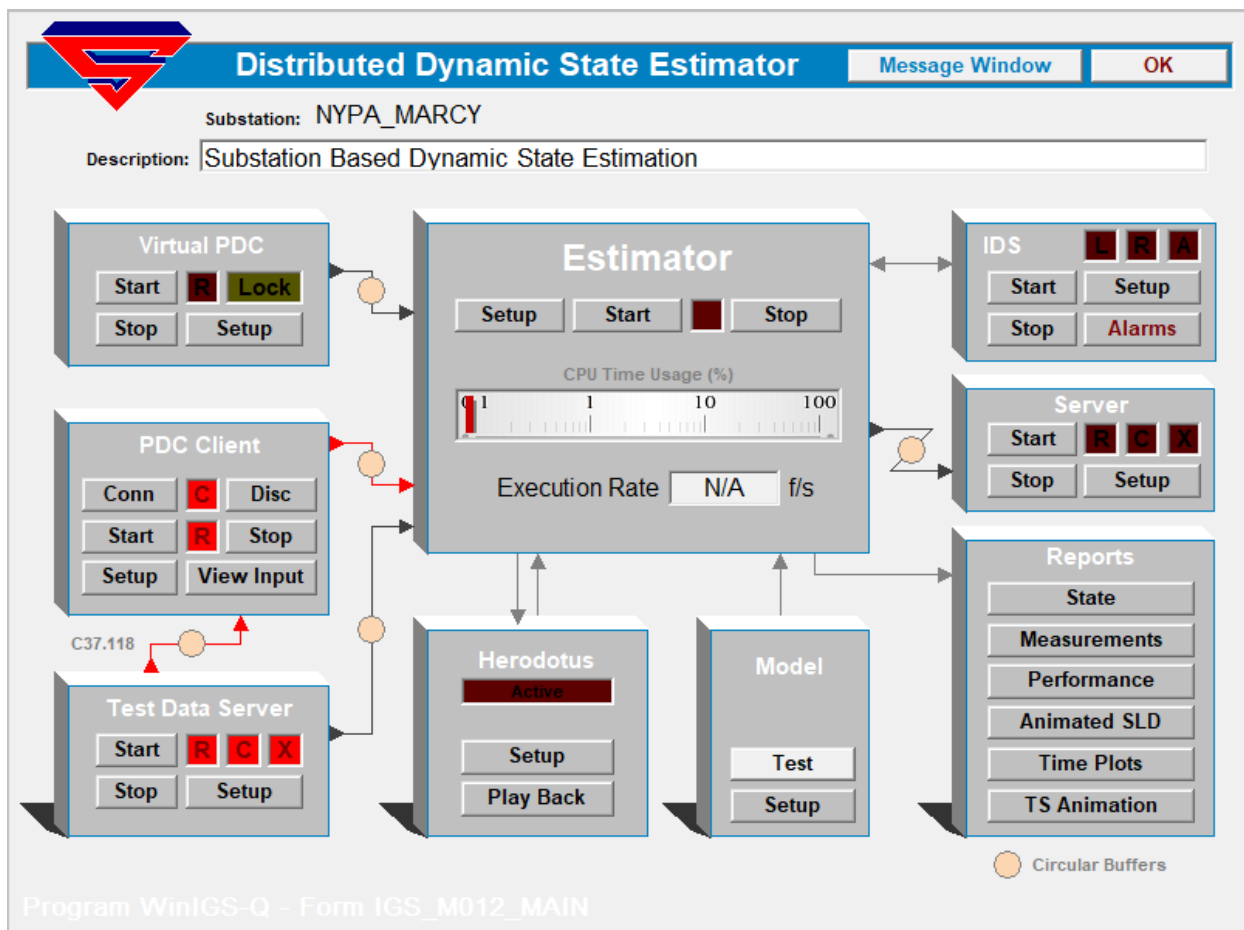 Distributed Dynamic State Estimator
Message Window
OK
Substation: NYPA_MARCY
Description: Substation Based Dynamic State Estimation
Virtual PDC
Start R Lock
Stop Setup
Estimator
Setup Start Stop
CPU Time Usage (%)
0.1 1 10 100
Execution Rate N/A f/s
IDS L R A
Start Setup
Stop Alarms
PDC Client
Conn C Disc
Start R Stop
Setup View Input
C37.118
Server
Start R C X
Stop Setup
Test Data Server
Start R C X
Stop Setup
Herodotus
Active
Setup
Play Back
Model
Test
Setup
Reports
State
Measurements
Performance
Animated SLD
Time Plots
TS Animation
Circular Buffers
Program WinIGS-Q - Form IGS_M012_MAIN